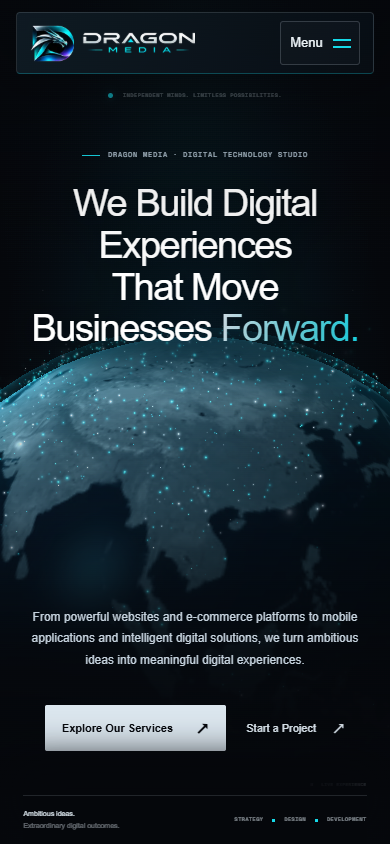 DRAGON
MEDIA
Menu
INDEPENDENT MINDS. LIMITLESS POSSIBILITIES.
DRAGON MEDIA · DIGITAL TECHNOLOGY STUDIO
We Build Digital
Experiences
That Move
Businesses Forward.
From powerful websites and e-commerce platforms to mobile
applications and intelligent digital solutions, we turn ambitious
ideas into meaningful digital experiences.
Explore Our Services ↗
Start a Project ↗
Ambitious ideas.
Extraordinary digital outcomes.
STRATEGY ▪ DESIGN ▪ DEVELOPMENT